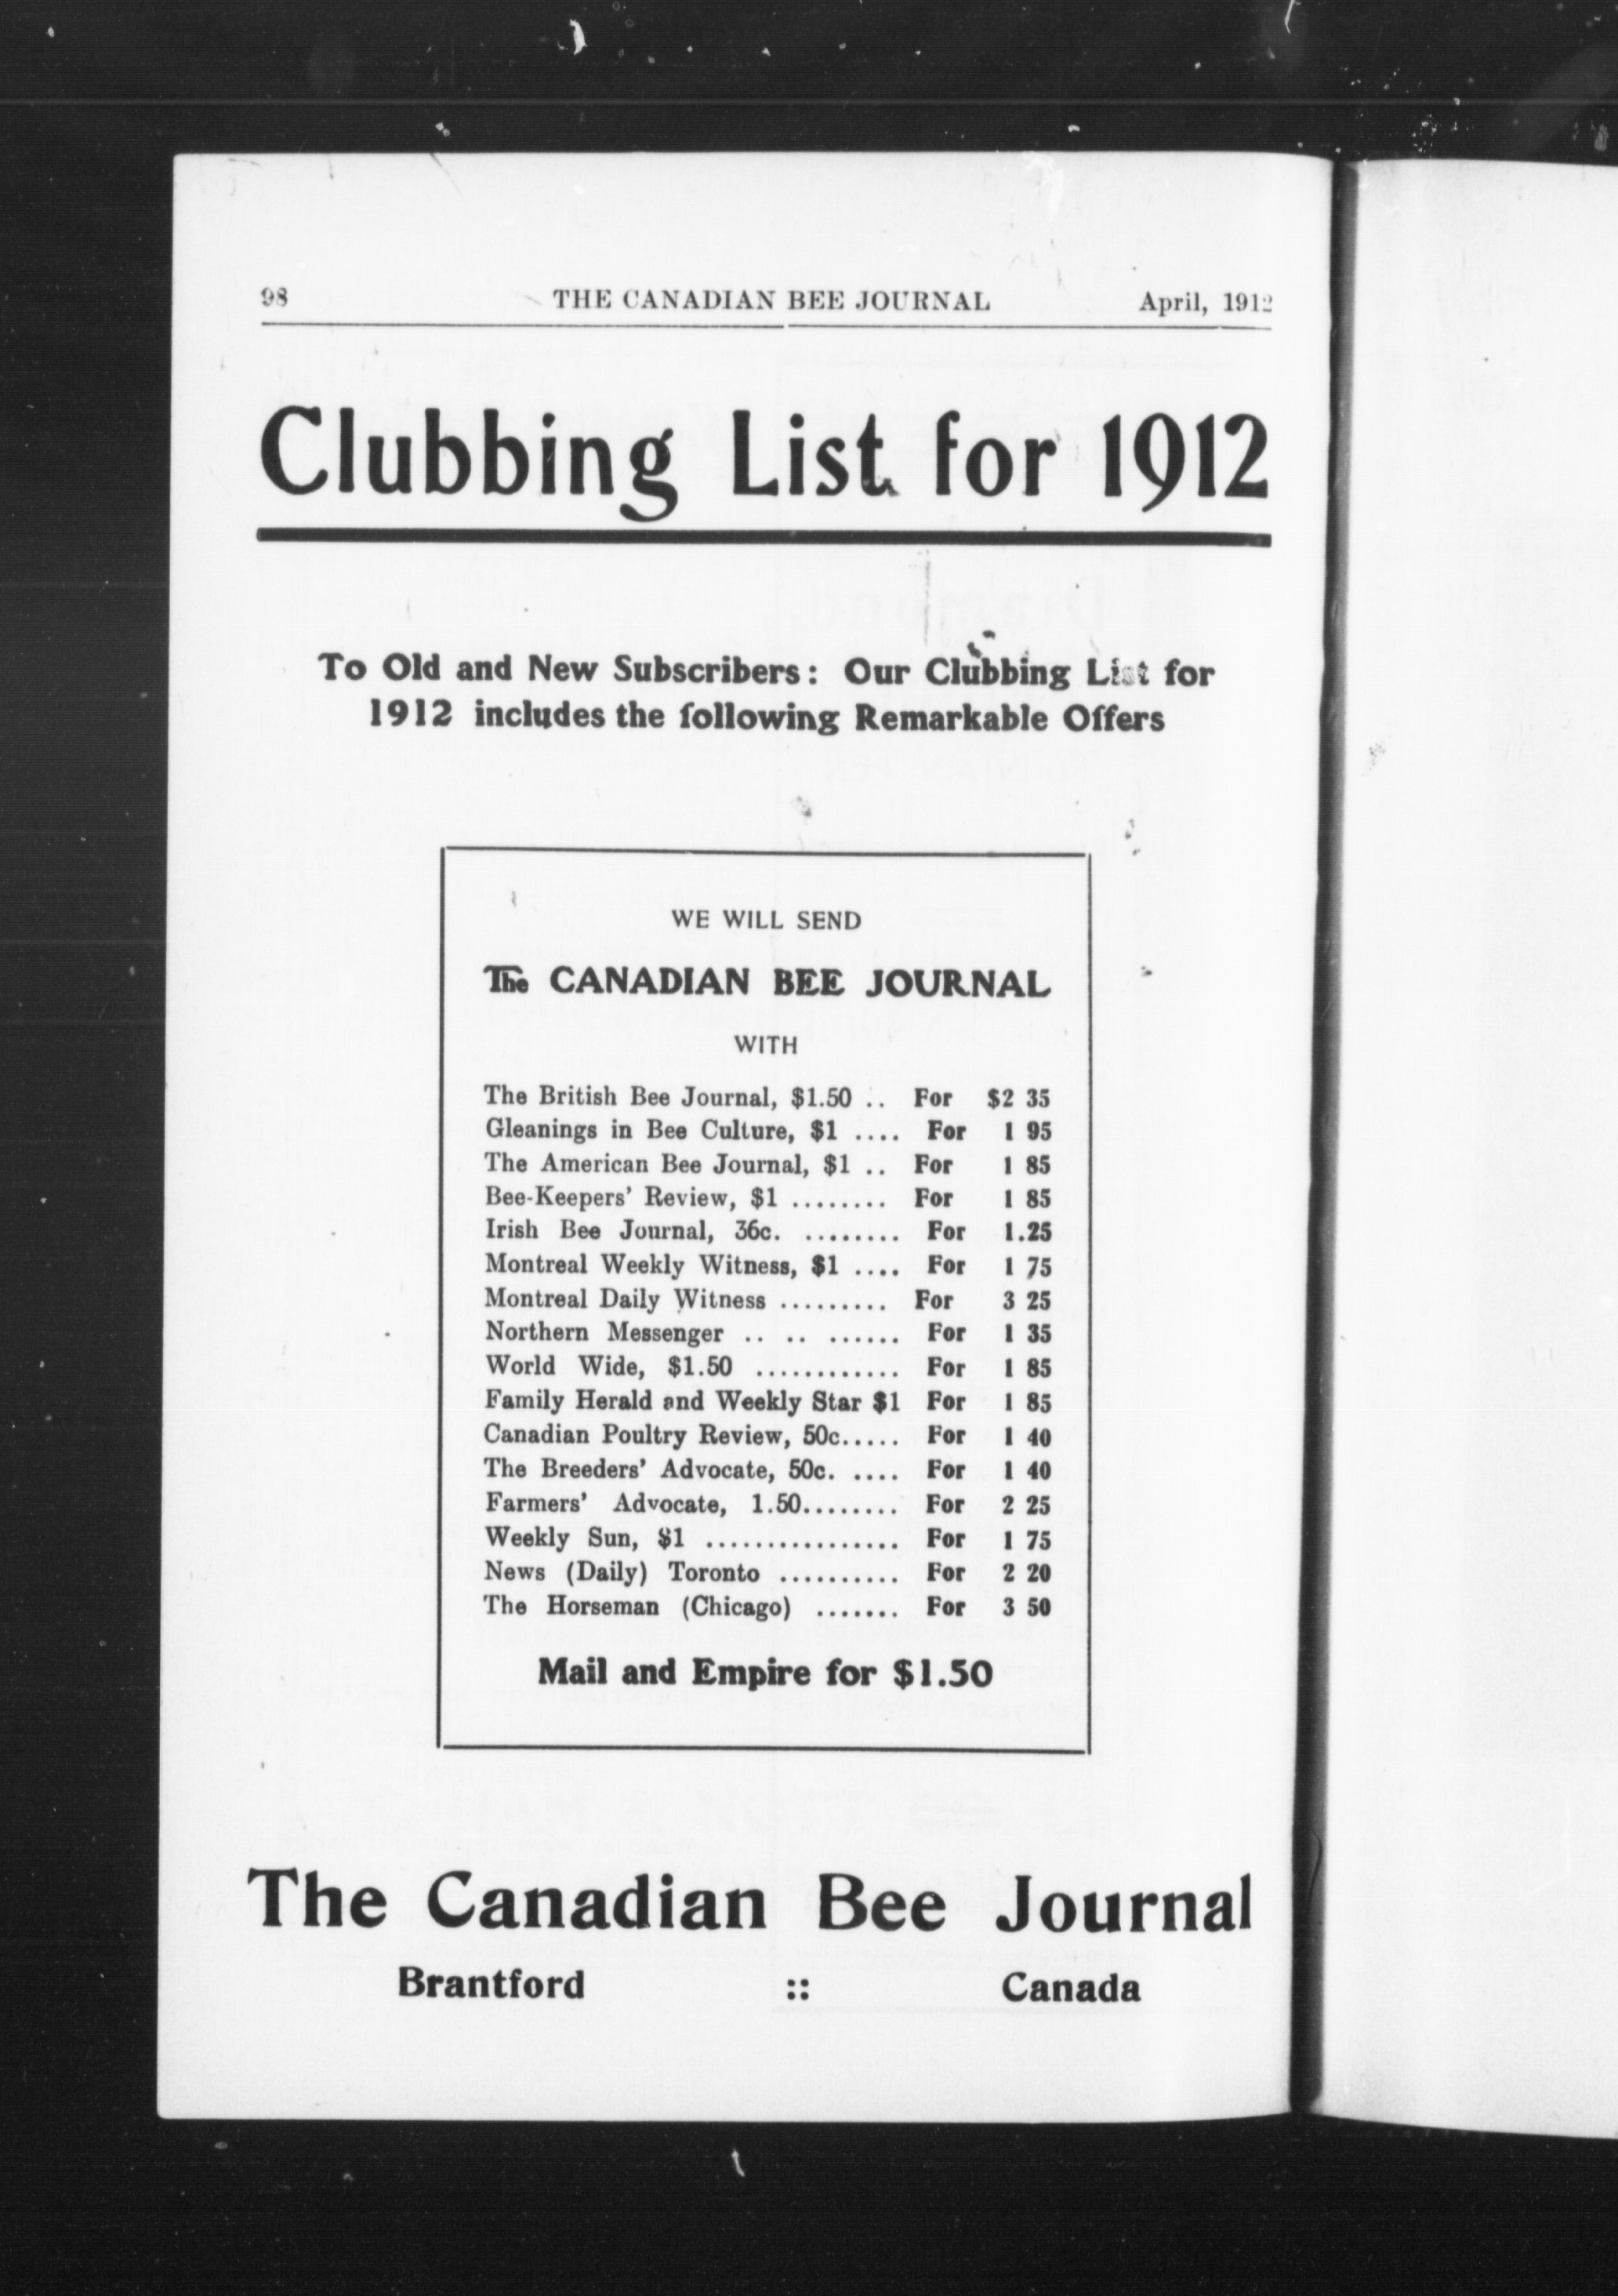 98 THE CANADIAN BEE JOURNAL April, 1912
Clubbing List for 1912
To Old and New Subscribers: Our Clubbing List for
1912 includes the following Remarkable Offers
WE WILL SEND
The CANADIAN BEE JOURNAL
WITH
The British Bee Journal, $1.50 .. For $2 35
Gleanings in Bee Culture, $1 .... For 1 95
The American Bee Journal, $1 .. For 1 85
Bee-Keepers' Review, $1 ........ For 1 85
Irish Bee Journal, 36c. ........ For 1.25
Montreal Weekly Witness, $1 .... For 1 75
Montreal Daily Witness ......... For 3 25
Northern Messenger .. .. ...... For 1 35
World Wide, $1.50 ............ For 1 85
Family Herald and Weekly Star $1 For 1 85
Canadian Poultry Review, 50c..... For 1 40
The Breeders' Advocate, 50c. .... For 1 40
Farmers' Advocate, 1.50........ For 2 25
Weekly Sun, $1 ................ For 1 75
News (Daily) Toronto .......... For 2 20
The Horseman (Chicago) ....... For 3 50
Mail and Empire for $1.50
The Canadian Bee Journal
Brantford :: Canada